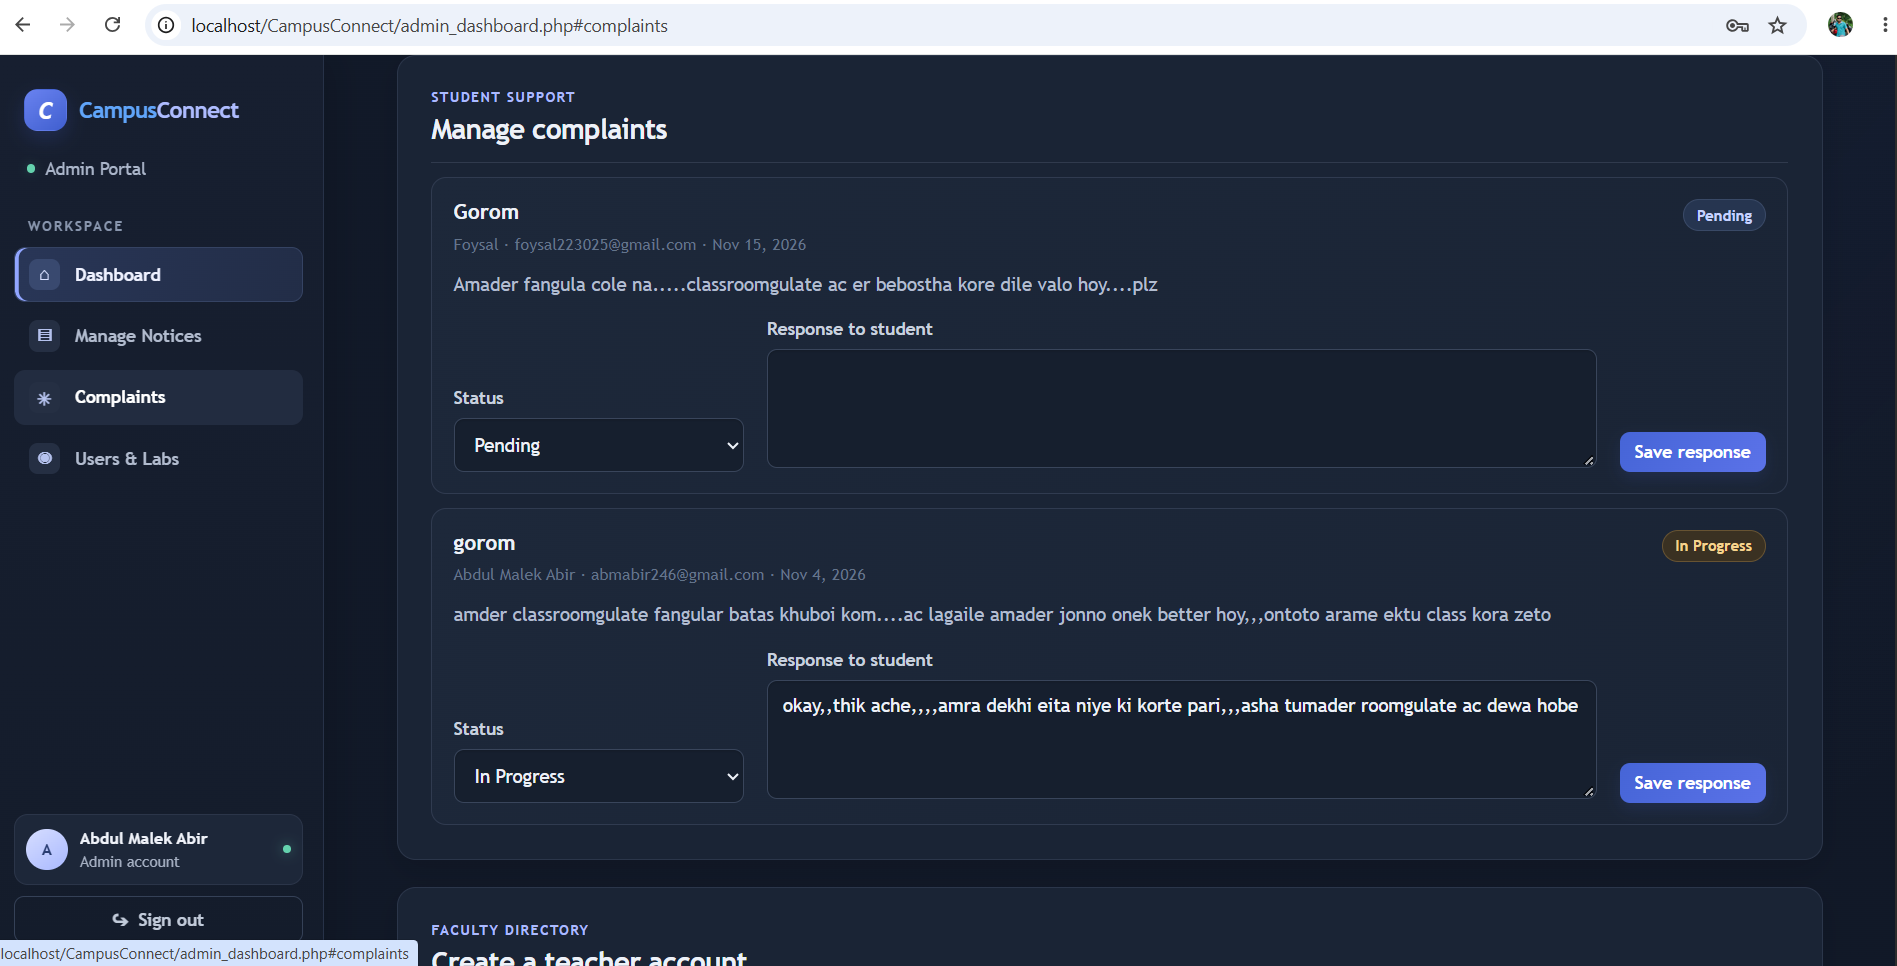 localhost/CampusConnect/admin_dashboard.php#complaints
C CampusConnect
Admin Portal
WORKSPACE
Dashboard
Manage Notices
Complaints
Users & Labs
Abdul Malek Abir
A
Admin account
Sign out
localhost/CampusConnect/admin_dashboard.php#complaints
STUDENT SUPPORT
Manage complaints
Gorom
Pending
Foysal · foysal223025@gmail.com · Nov 15, 2026
Amader fangula cole na.....classroomgulate ac er bebostha kore dile valo hoy....plz
Response to student
Status
Pending
Save response
gorom
In Progress
Abdul Malek Abir · abmabir246@gmail.com · Nov 4, 2026
amder classroomgulate fangular batas khuboi kom....ac lagaile amader jonno onek better hoy,,,ontoto arame ektu class kora zeto
Response to student
okay,,thik ache,,,,amra dekhi eita niye ki korte pari,,,asha tumader roomgulate ac dewa hobe
Status
In Progress
Save response
FACULTY DIRECTORY
Create a teacher account